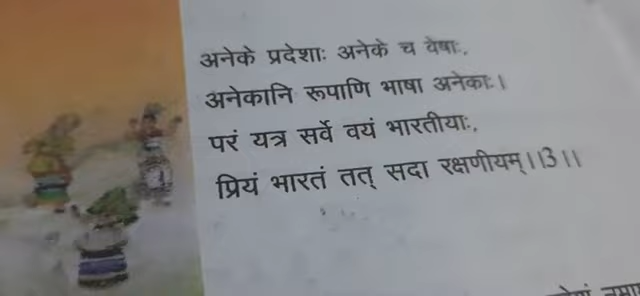 अनेके प्रदेशाः अनेके च वेषाः,
अनेकानि रूपाणि भाषा अनेकाः।
परं यत्र सर्वे वयं भारतीयाः,
प्रियं भारतं तत् सदा रक्षणीयम्।।3।।